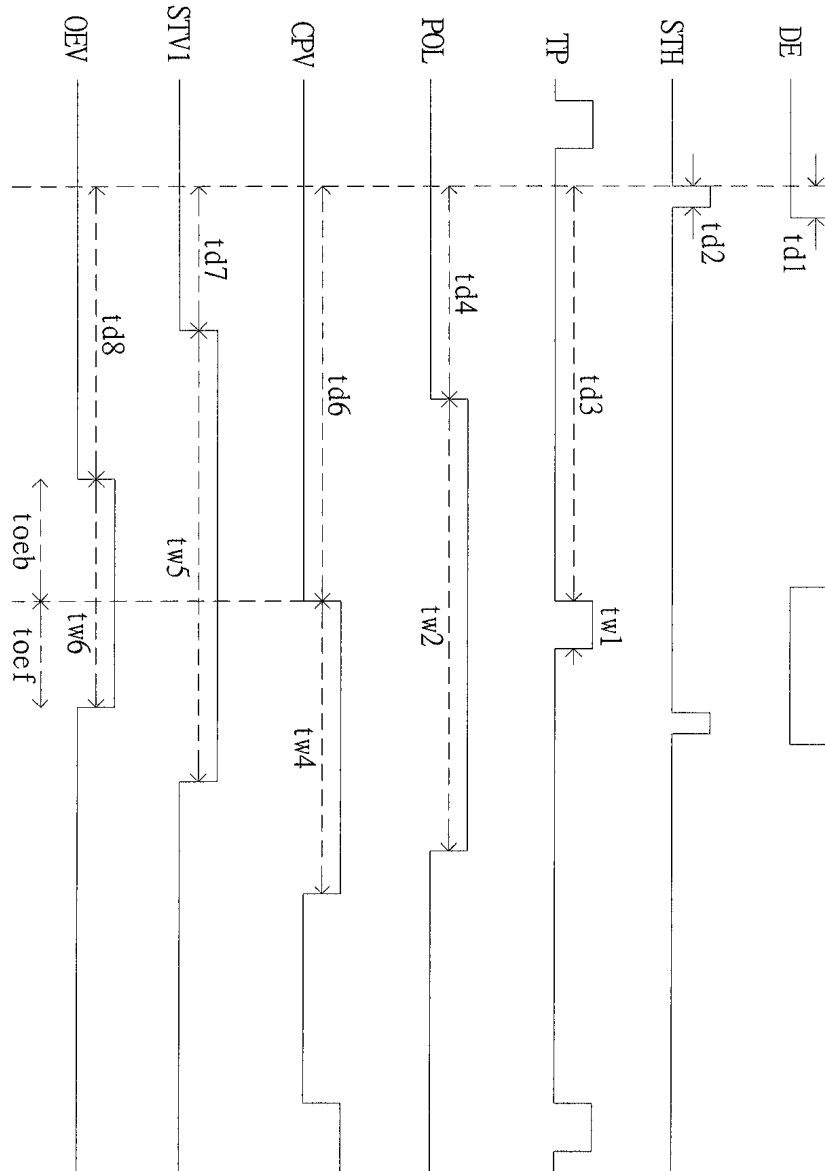 DE
td1
STH
td2
TP
td3
tw1
POL
td4
tw2
CPV
td6
tw4
STV1
td7
tw5
OEV
td8
tw6
toeb
toef